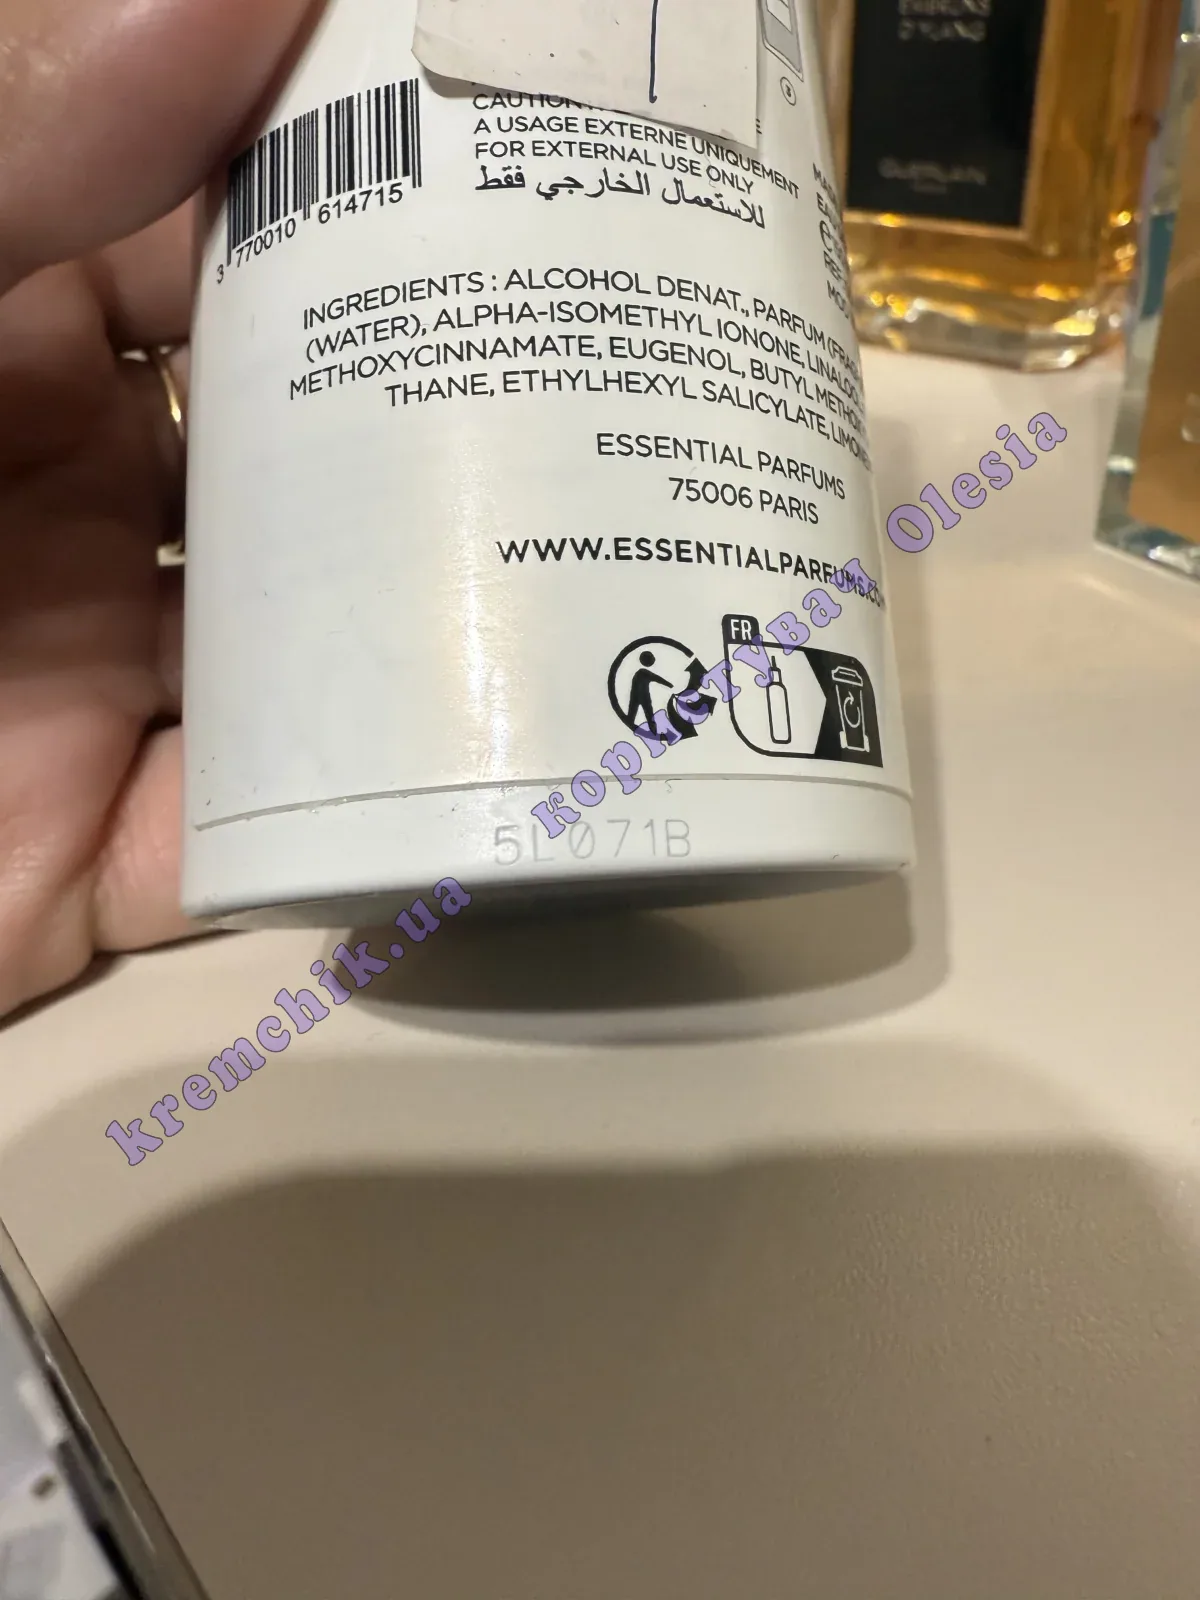 3 770010 614715
A USAGE EXTERNE UNIQUEMENT
FOR EXTERNAL USE ONLY
للاستعمال الخارجي فقط
INGREDIENTS : ALCOHOL DENAT., PARFUM
(WATER), ALPHA-ISOMETHYL IONONE,
METHOXYCINNAMATE, EUGENOL, BUTYL
THANE, ETHYLHEXYL SALICYLATE,
ESSENTIAL PARFUMS
75006 PARIS
WWW.ESSENTIALPARFUMS.CO
FR
5L071B
D'YLANG
GUERLAIN
kremchik.ua користувач Olesia